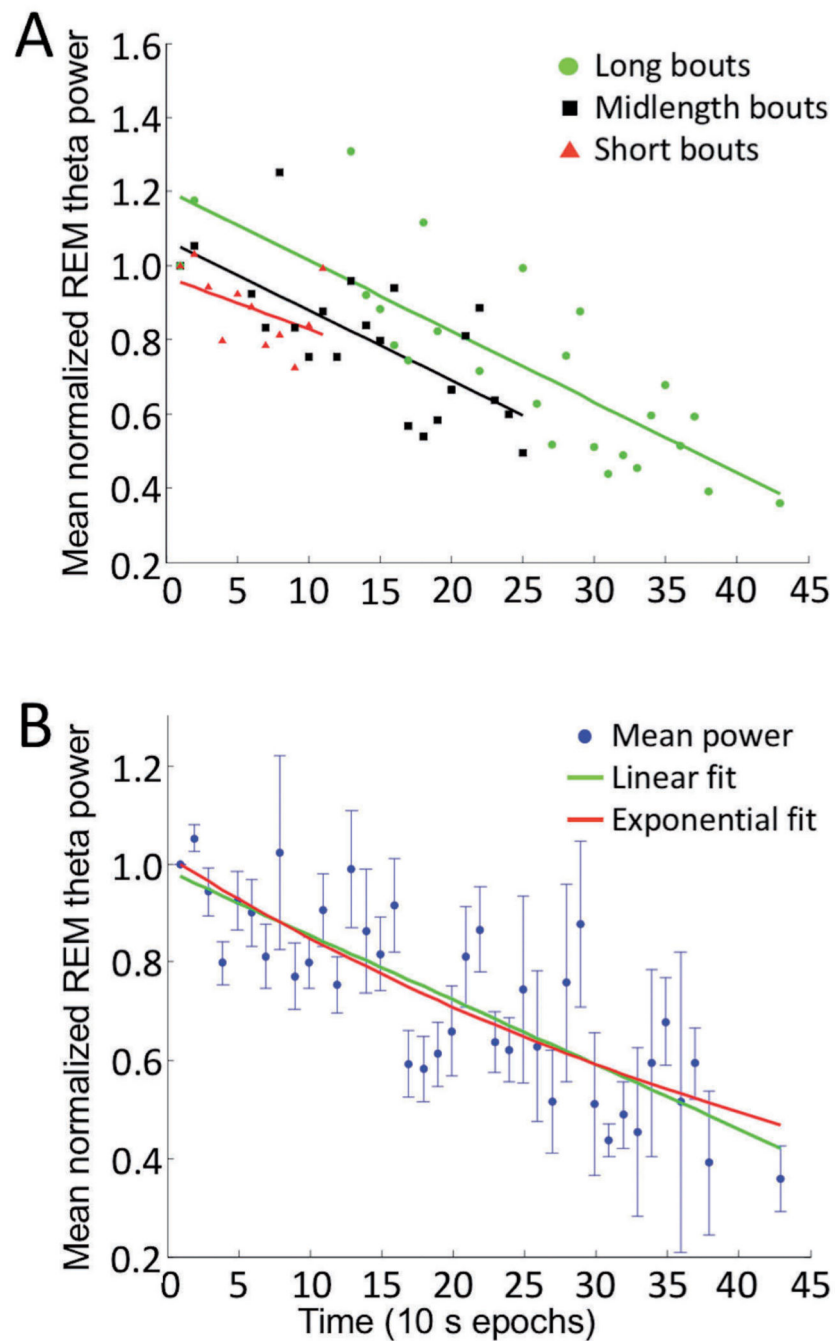 A
Mean normalized REM theta power
1.6
1.4
1.2
1.0
0.8
0.6
0.4
0.2
Long bouts
Midlength bouts
Short bouts
0 5 10 15 20 25 30 35 40 45
B
Mean normalized REM theta power
1.2
1.0
0.8
0.6
0.4
0.2
Mean power
Linear fit
Exponential fit
0 5 10 15 20 25 30 35 40 45
Time (10 s epochs)